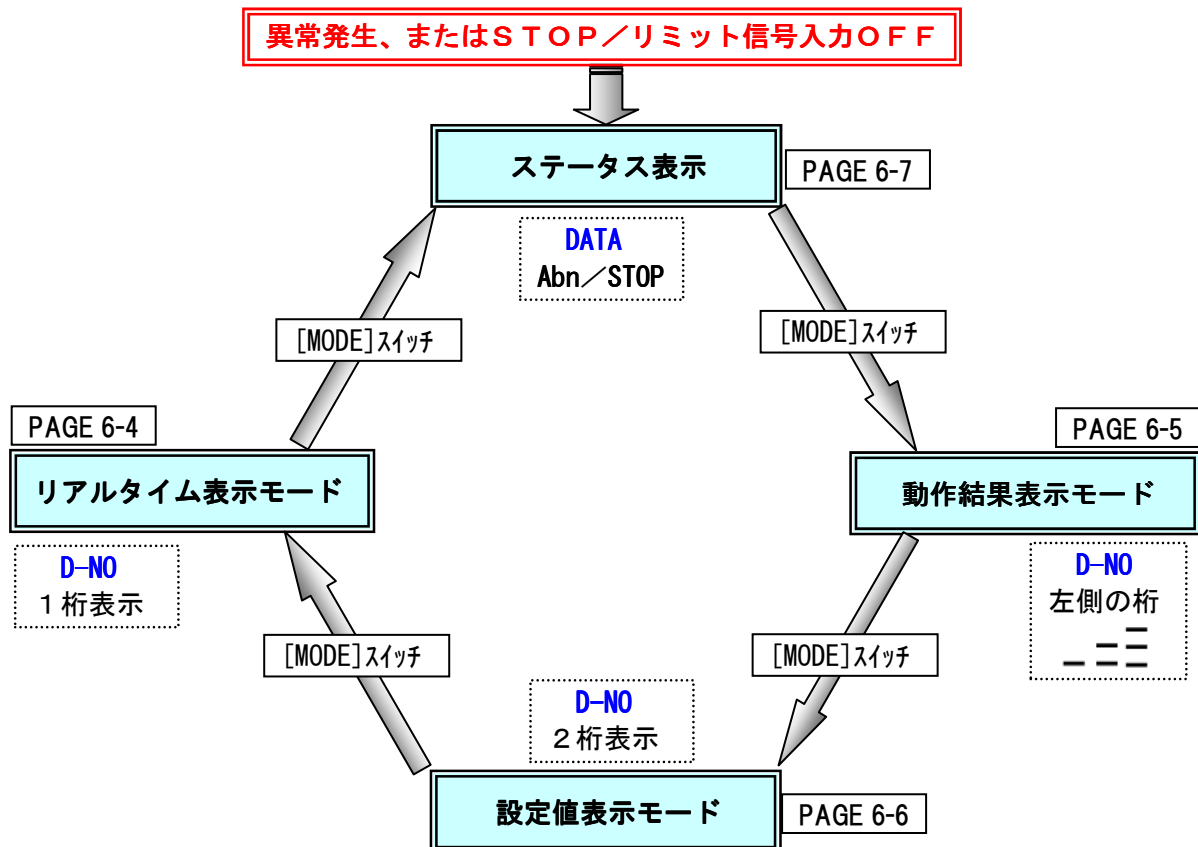 異常発生、またはＳＴＯＰ／リミット信号入力ＯＦＦ
ステータス表示
PAGE 6-7
DATA
Abn／STOP
[MODE]ｽｲｯﾁ
[MODE]ｽｲｯﾁ
PAGE 6-4
PAGE 6-5
リアルタイム表示モード
動作結果表示モード
D-NO
１桁表示
D-NO
左側の桁
[MODE]ｽｲｯﾁ
[MODE]ｽｲｯﾁ
D-NO
２桁表示
設定値表示モード
PAGE 6-6